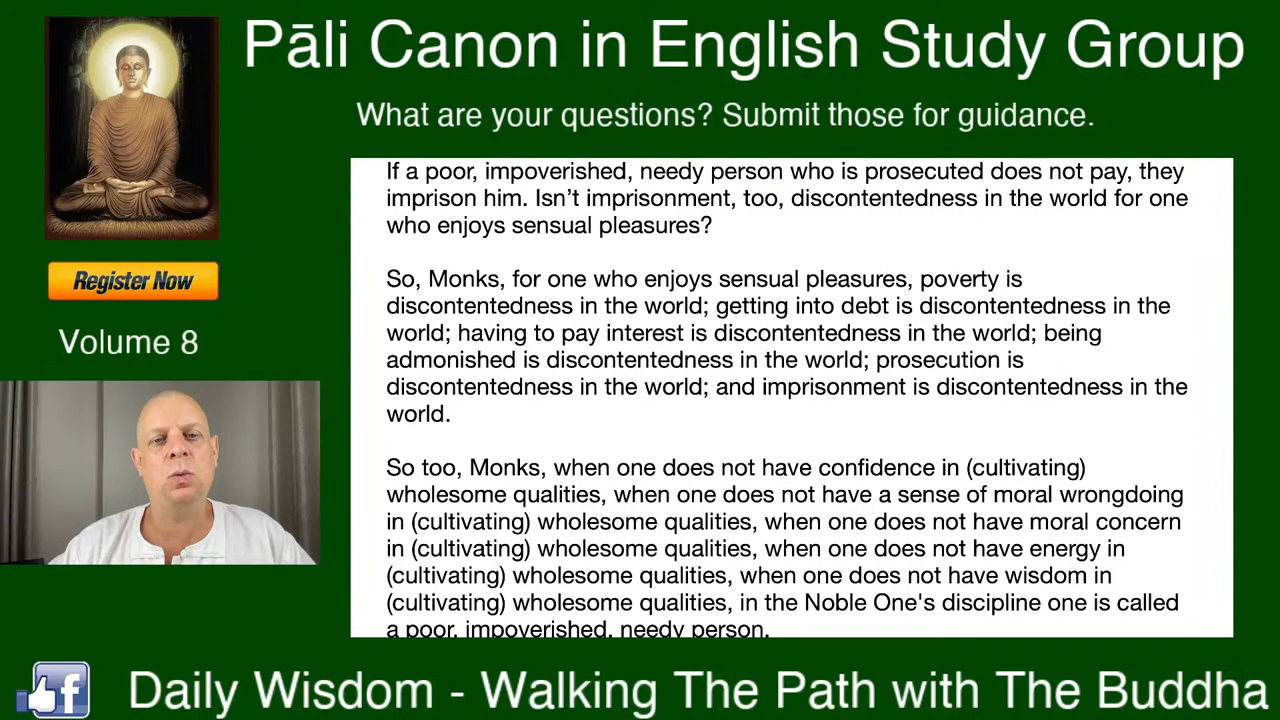 Pāli Canon in English Study Group
What are your questions? Submit those for guidance.
Register Now
Volume 8
If a poor, impoverished, needy person who is prosecuted does not pay, they
imprison him. Isn’t imprisonment, too, discontentedness in the world for one
who enjoys sensual pleasures?
So, Monks, for one who enjoys sensual pleasures, poverty is
discontentedness in the world; getting into debt is discontentedness in the
world; having to pay interest is discontentedness in the world; being
admonished is discontentedness in the world; prosecution is
discontentedness in the world; and imprisonment is discontentedness in the
world.
So too, Monks, when one does not have confidence in (cultivating)
wholesome qualities, when one does not have a sense of moral wrongdoing
in (cultivating) wholesome qualities, when one does not have moral concern
in (cultivating) wholesome qualities, when one does not have energy in
(cultivating) wholesome qualities, when one does not have wisdom in
(cultivating) wholesome qualities, in the Noble One's discipline one is called
a poor, impoverished, needy person.
f
Daily Wisdom - Walking The Path with The Buddha